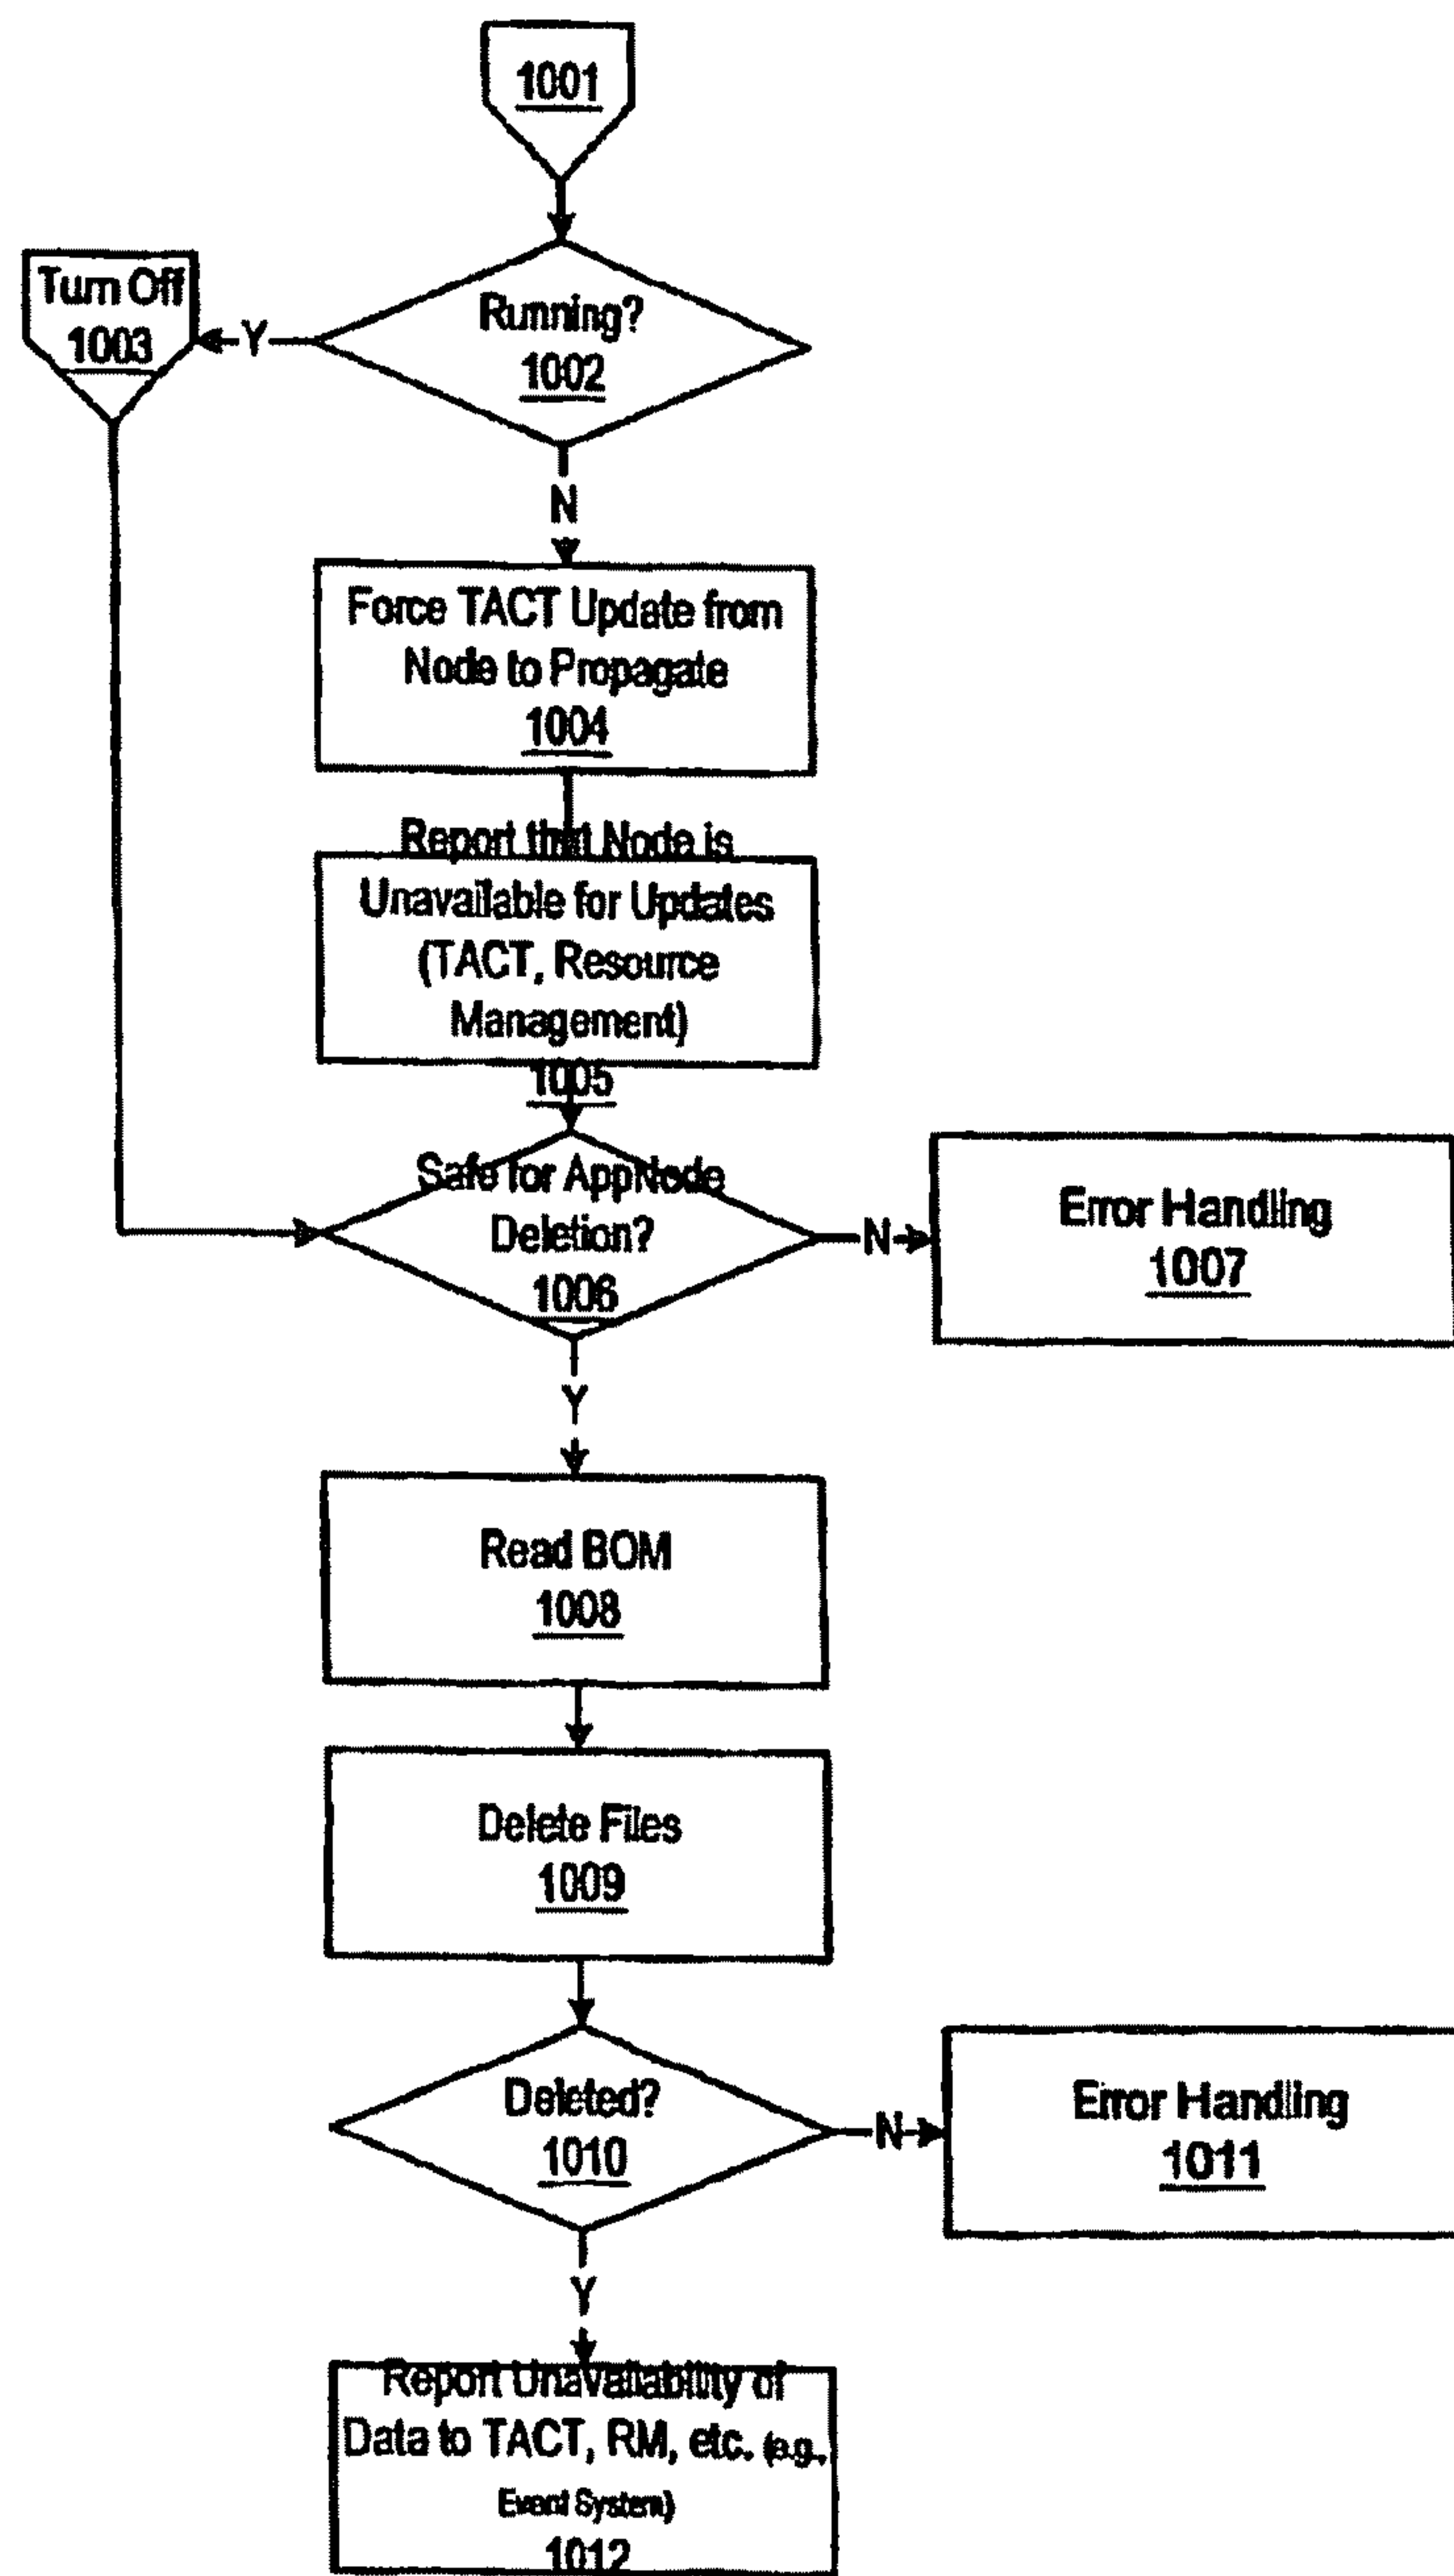 1001
Running?
1002
Y
Turn Off
1003
N
Force TACT Update from
Node to Propagate
1004
Report that Node is
Unavailable for Updates
(TACT, Resource
Management)
1005
Safe for AppNode
Deletion?
1006
N
Error Handling
1007
Y
Read BOM
1008
Delete Files
1009
Deleted?
1010
N
Error Handling
1011
Y
Report Unavailability of
Data to TACT, RM, etc. (e.g.,
Event System)
1012